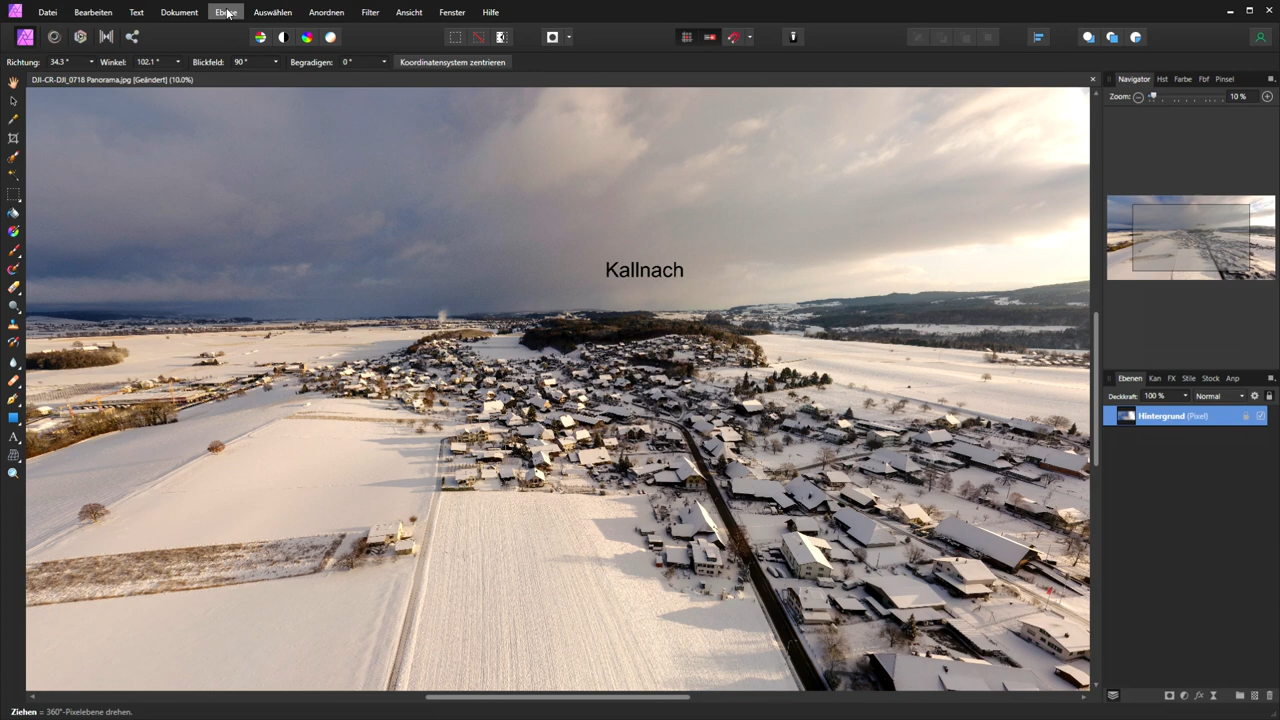 Datei Bearbeiten Text Dokument Ebene Auswählen Anordnen Filter Ansicht Fenster Hilfe
Richtung: 34.3° Winkel: 102.1° Blickfeld: 90° Begradigen: 0° Koordinatensystem zentrieren
DJI-CR-DJI_0718 Panorama.jpg [Geändert] (10.0%)
Navigator Hst Farbe Fbf Pinsel
Zoom: 10 %
Kallnach
Ebenen Kan FX Stile Stock Anp
Deckkraft: 100 % Normal
Hintergrund (Pixel)
Ziehen = 360°-Pixelebene drehen.